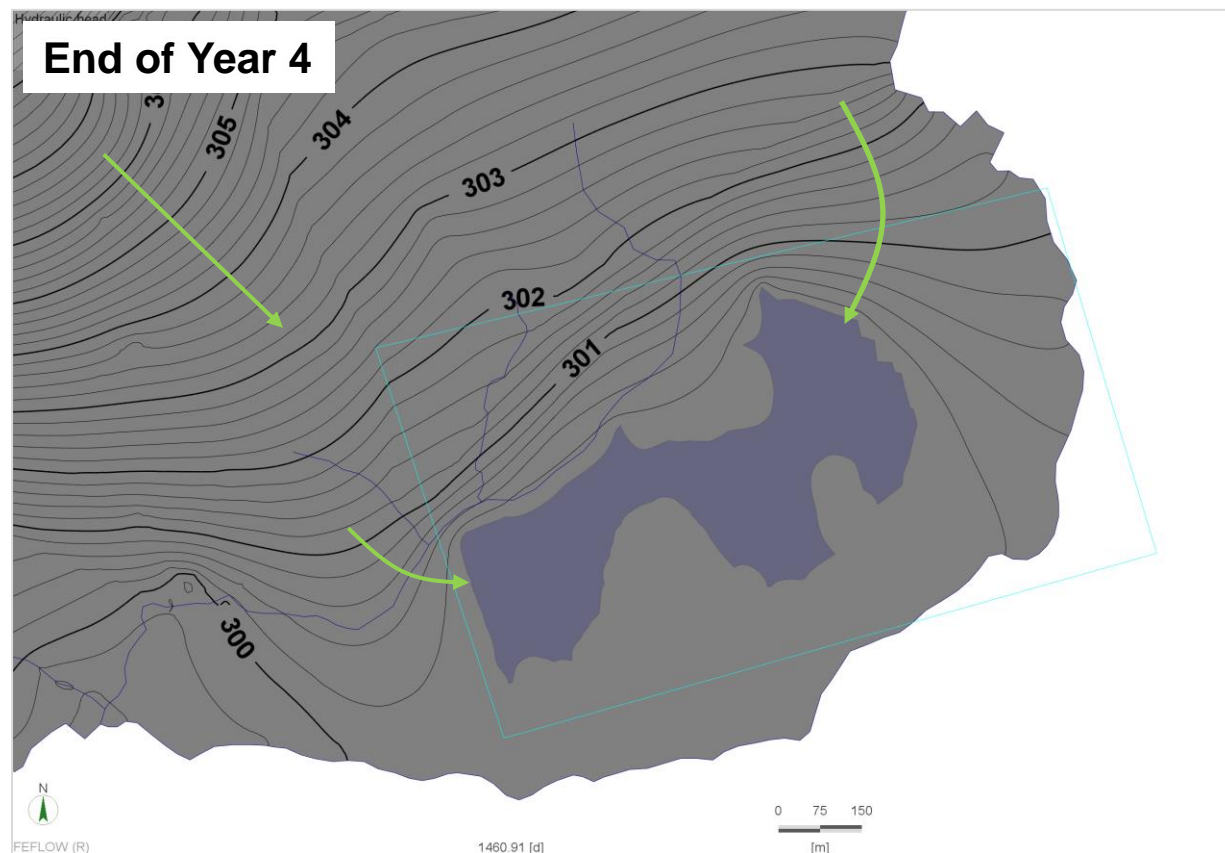 Hydraulic head
End of Year 4
305
304
303
302
301
300
N
0 75 150
FEFLOW (R)
1460.91 [d]
[m]